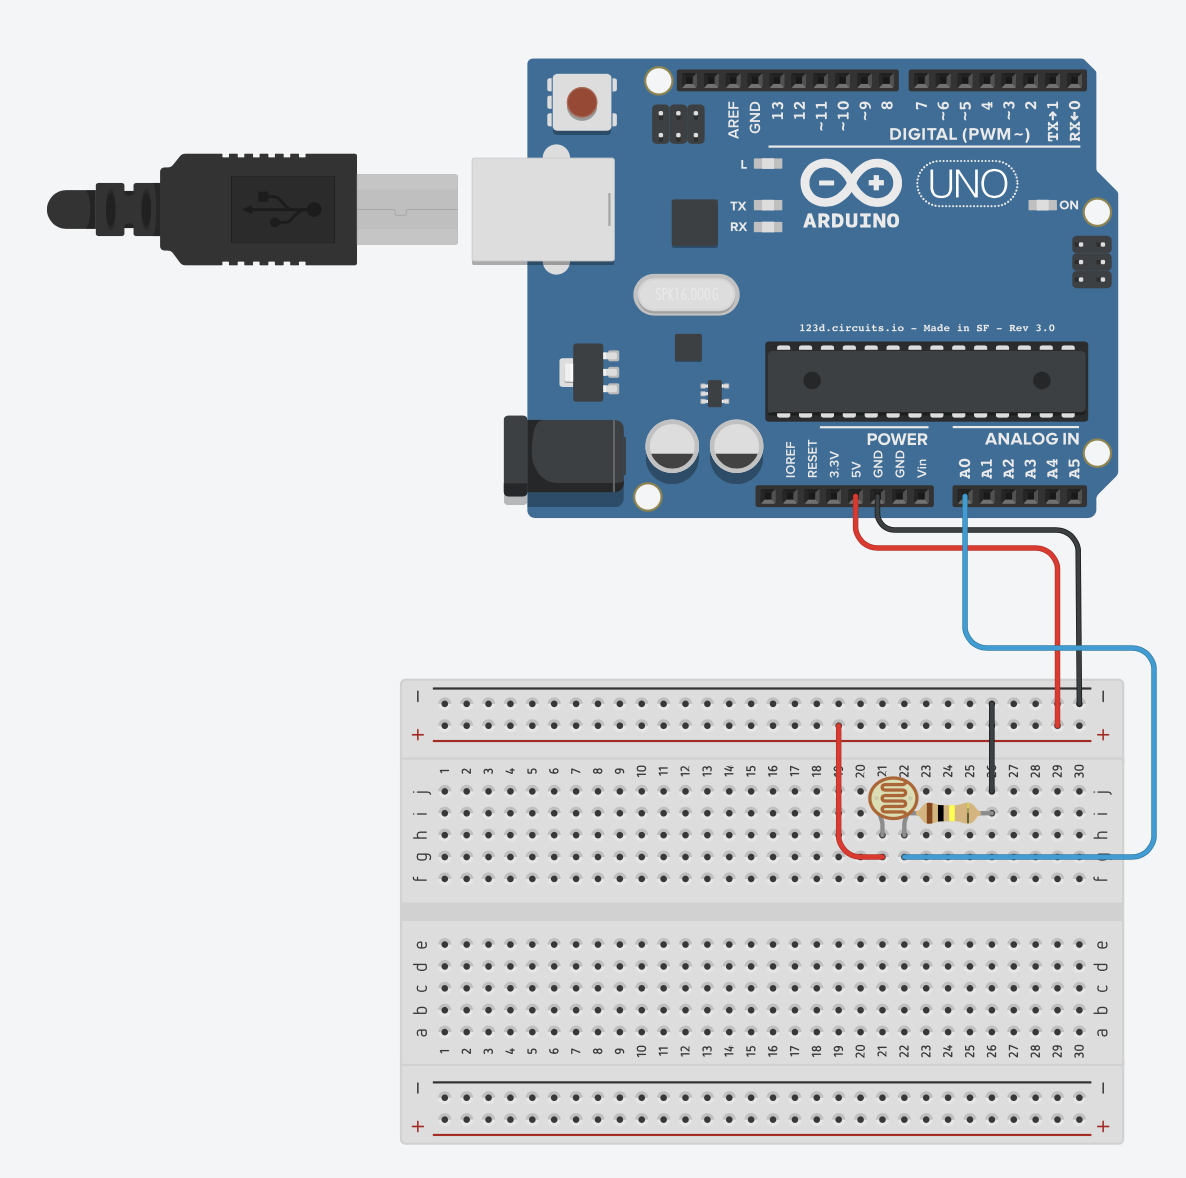 AREF GND 13 12 ~11 ~10 ~9 8 7 ~6 ~5 4 ~3 2 TX→1 RX←0
DIGITAL (PWM~)
L
TX
RX
ARDUINO
UNO
ON
SPK16.000G
123d.circuits.io - Made in SF - Rev 3.0
POWER
ANALOG IN
IOREF RESET 3.3V 5V GND GND Vin A0 A1 A2 A3 A4 A5
− −
+ +
1 2 3 4 5 6 7 8 9 10 11 12 13 14 15 16 17 18 19 20 21 22 23 24 25 26 27 28 29 30
j j
i i
h h
g g
f f
e e
d d
c c
b b
a a
1 2 3 4 5 6 7 8 9 10 11 12 13 14 15 16 17 18 19 20 21 22 23 24 25 26 27 28 29 30
− −
+ +